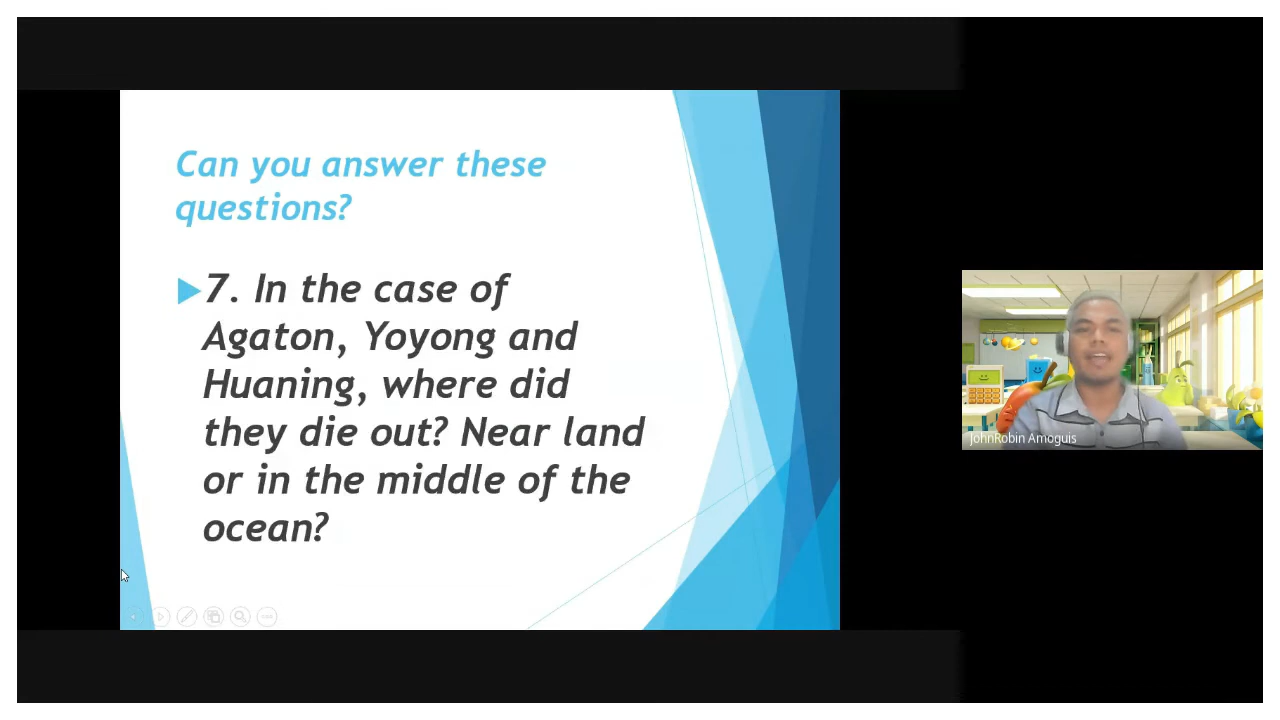 Can you answer these
questions?
7. In the case of
Agaton, Yoyong and
Huaning, where did
they die out? Near land
or in the middle of the
ocean?
JohnRobin Amoguis